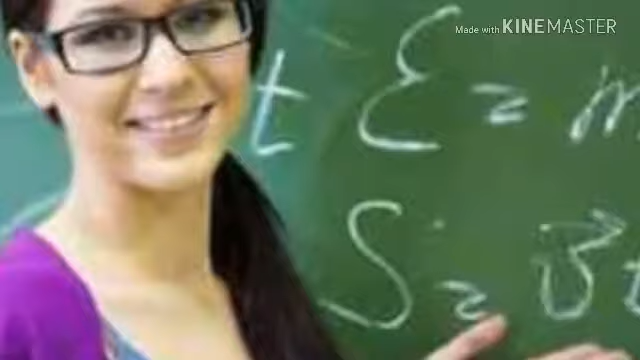 Made with KINEMASTER
t E = m
S = v t